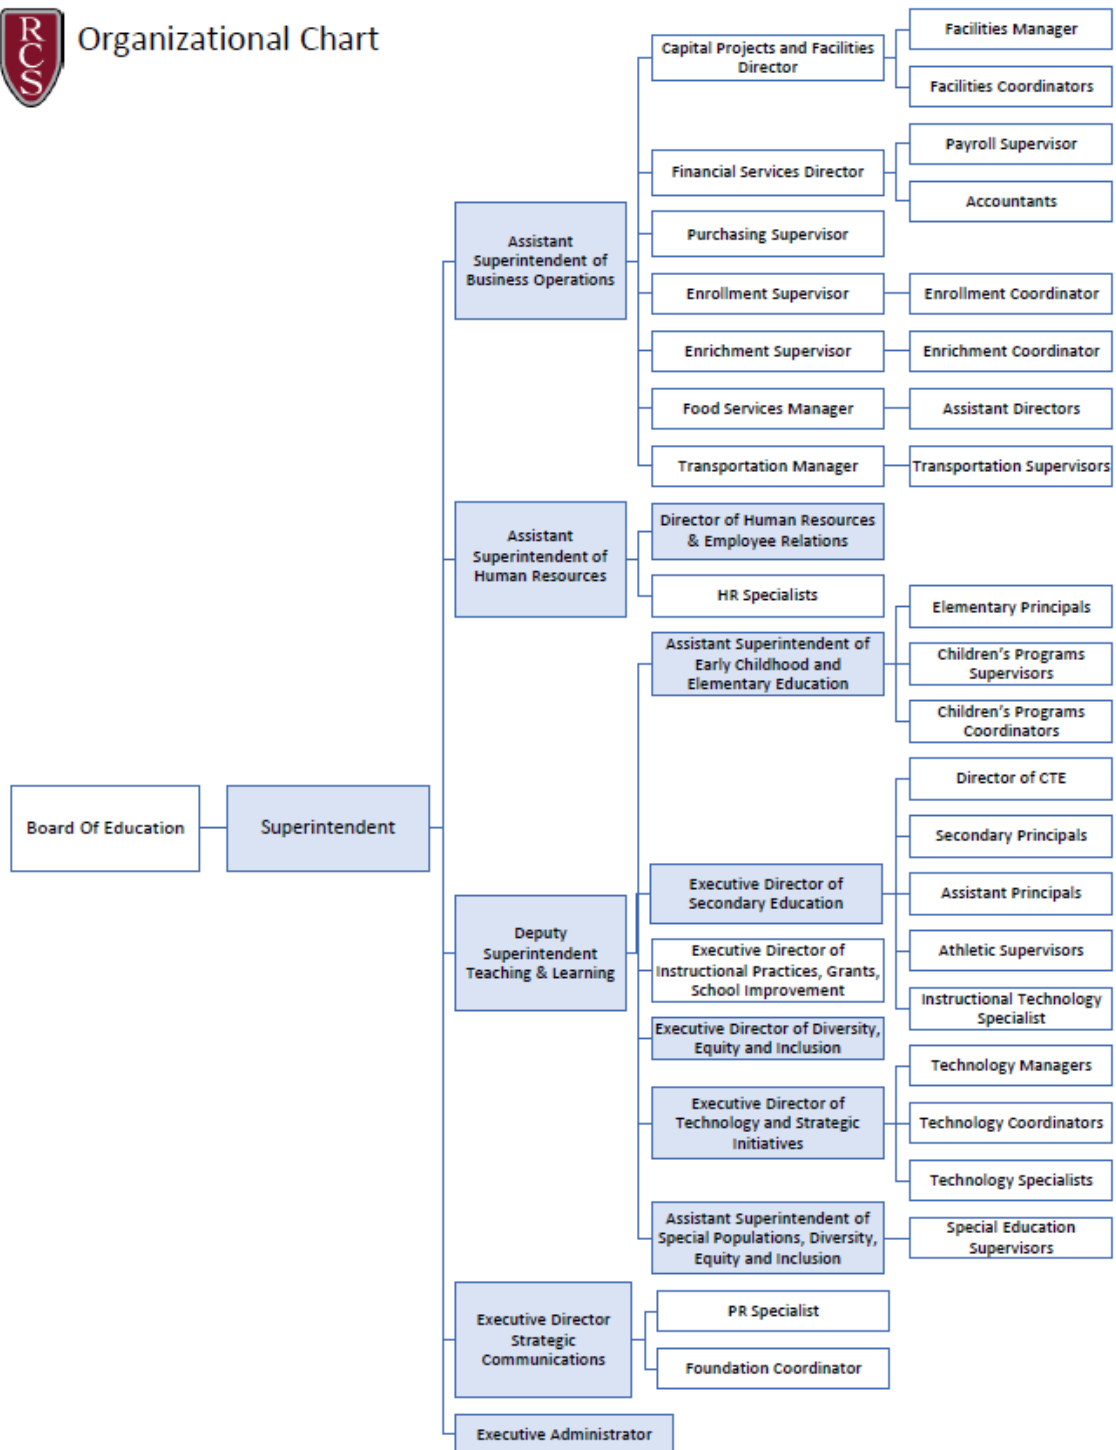 R
C
S
Organizational Chart
Board Of Education
Superintendent
Assistant
Superintendent of
Business Operations
Capital Projects and Facilities
Director
Facilities Manager
Facilities Coordinators
Financial Services Director
Payroll Supervisor
Accountants
Purchasing Supervisor
Enrollment Supervisor
Enrollment Coordinator
Enrichment Supervisor
Enrichment Coordinator
Food Services Manager
Assistant Directors
Transportation Manager
Transportation Supervisors
Assistant
Superintendent of
Human Resources
Director of Human Resources
& Employee Relations
HR Specialists
Deputy
Superintendent
Teaching & Learning
Assistant Superintendent of
Early Childhood and
Elementary Education
Elementary Principals
Children's Programs
Supervisors
Children's Programs
Coordinators
Executive Director of
Secondary Education
Director of CTE
Secondary Principals
Assistant Principals
Athletic Supervisors
Instructional Technology
Specialist
Executive Director of
Instructional Practices, Grants,
School Improvement
Executive Director of Diversity,
Equity and Inclusion
Executive Director of
Technology and Strategic
Initiatives
Technology Managers
Technology Coordinators
Technology Specialists
Assistant Superintendent of
Special Populations, Diversity,
Equity and Inclusion
Special Education
Supervisors
Executive Director
Strategic
Communications
PR Specialist
Foundation Coordinator
Executive Administrator